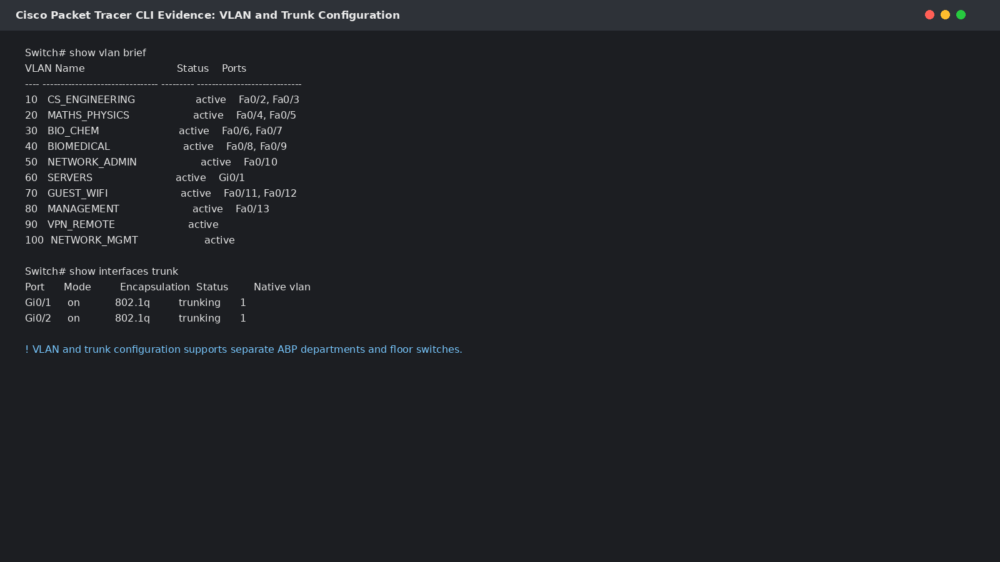 Cisco Packet Tracer CLI Evidence: VLAN and Trunk Configuration
Switch# show vlan brief
VLAN Name                             Status    Ports
---- -------------------------------- --------- -------------------------------
10   CS_ENGINEERING                   active    Fa0/2, Fa0/3
20   MATHS_PHYSICS                    active    Fa0/4, Fa0/5
30   BIO_CHEM                         active    Fa0/6, Fa0/7
40   BIOMEDICAL                       active    Fa0/8, Fa0/9
50   NETWORK_ADMIN                    active    Fa0/10
60   SERVERS                          active    Gi0/1
70   GUEST_WIFI                       active    Fa0/11, Fa0/12
80   MANAGEMENT                       active    Fa0/13
90   VPN_REMOTE                       active
100  NETWORK_MGMT                     active
Switch# show interfaces trunk
Port      Mode         Encapsulation  Status        Native vlan
Gi0/1     on           802.1q         trunking      1
Gi0/2     on           802.1q         trunking      1
! VLAN and trunk configuration supports separate ABP departments and floor switches.